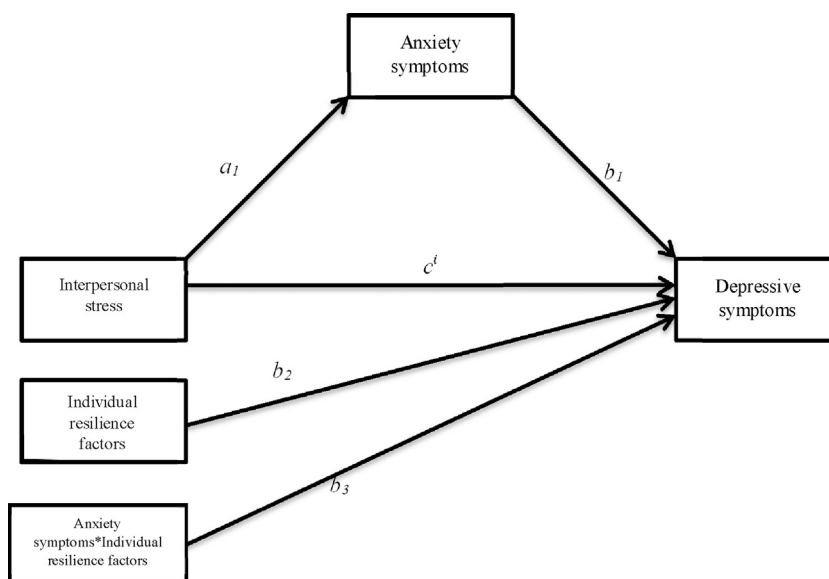 Anxiety
symptoms
a1
b1
Interpersonal
stress
c^i
Depressive
symptoms
b2
Individual
resilience
factors
b3
Anxiety
symptoms*Individual
resilience factors